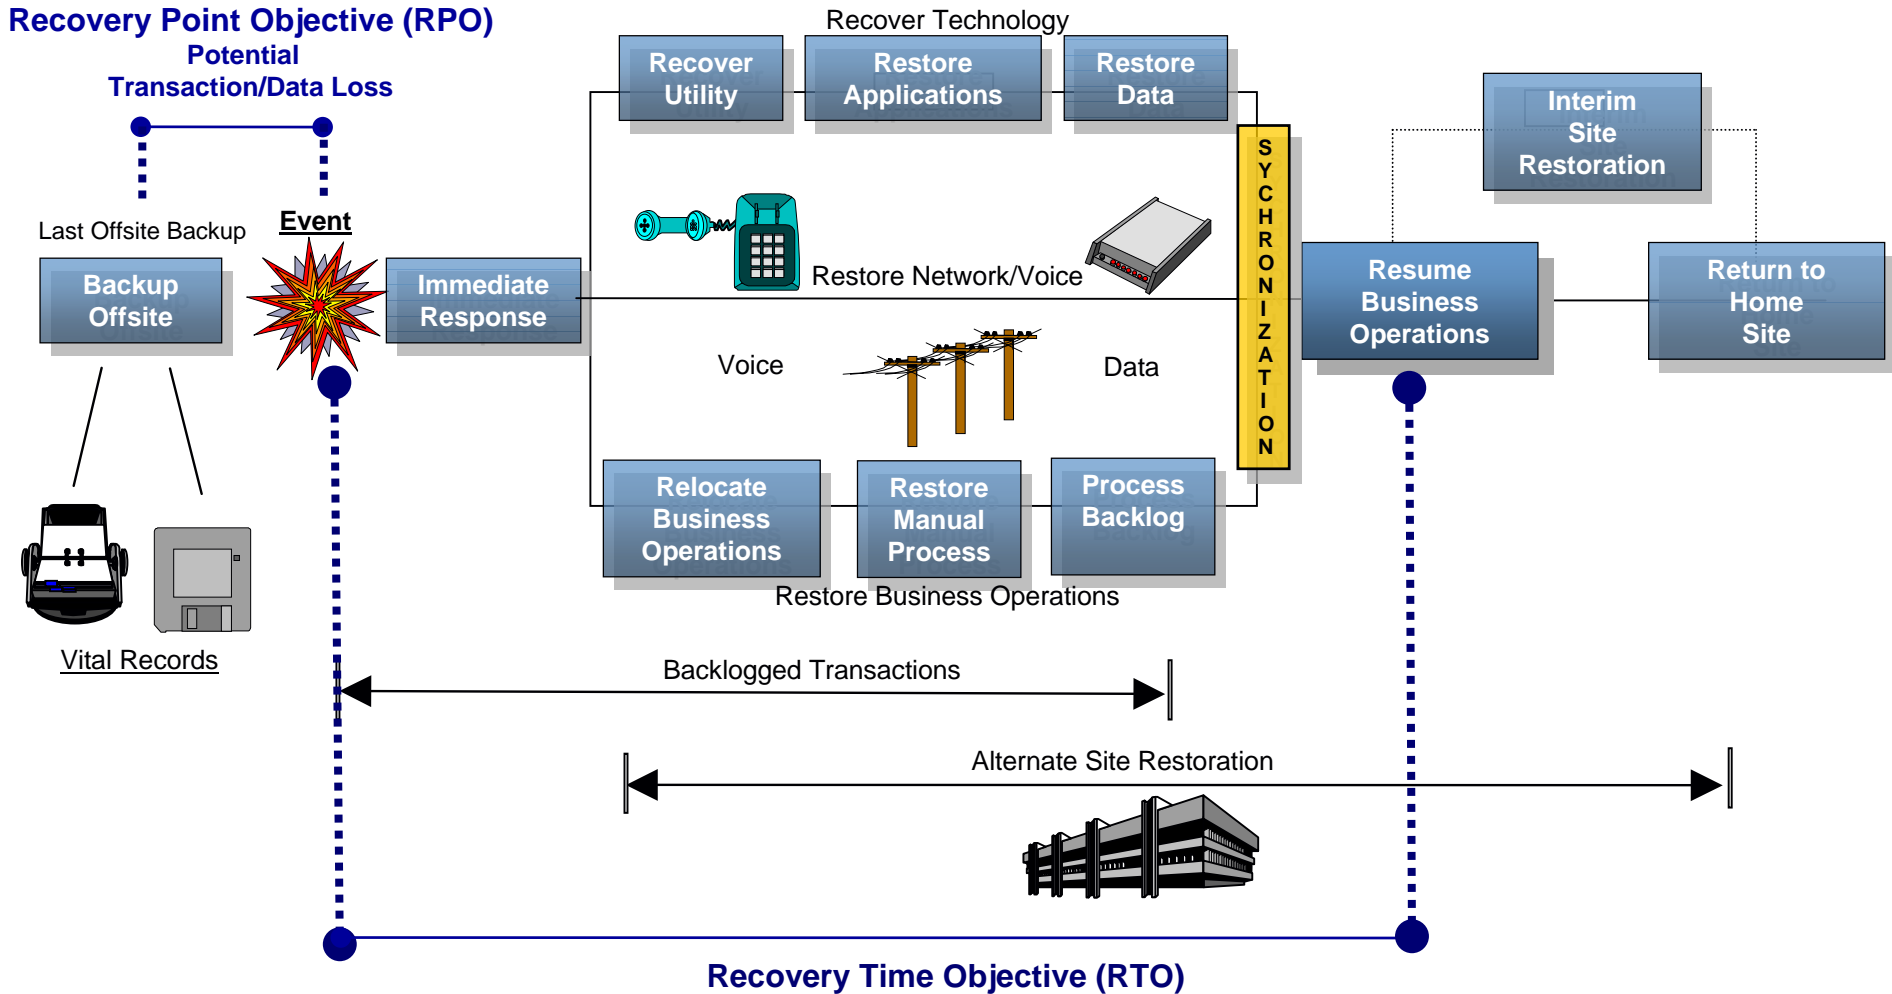 Recovery Point Objective (RPO)
Potential
Transaction/Data Loss
Recover Technology
Recover
Utility
Restore
Applications
Restore
Data
Interim
Site
Restoration
Last Offsite Backup
Event
Backup
Offsite
Immediate
Response
Restore Network/Voice
Voice
Data
SYCHRONIZATION
Resume
Business
Operations
Return to
Home
Site
Relocate
Business
Operations
Restore
Manual
Process
Process
Backlog
Restore Business Operations
Vital Records
Backlogged Transactions
Alternate Site Restoration
Recovery Time Objective (RTO)